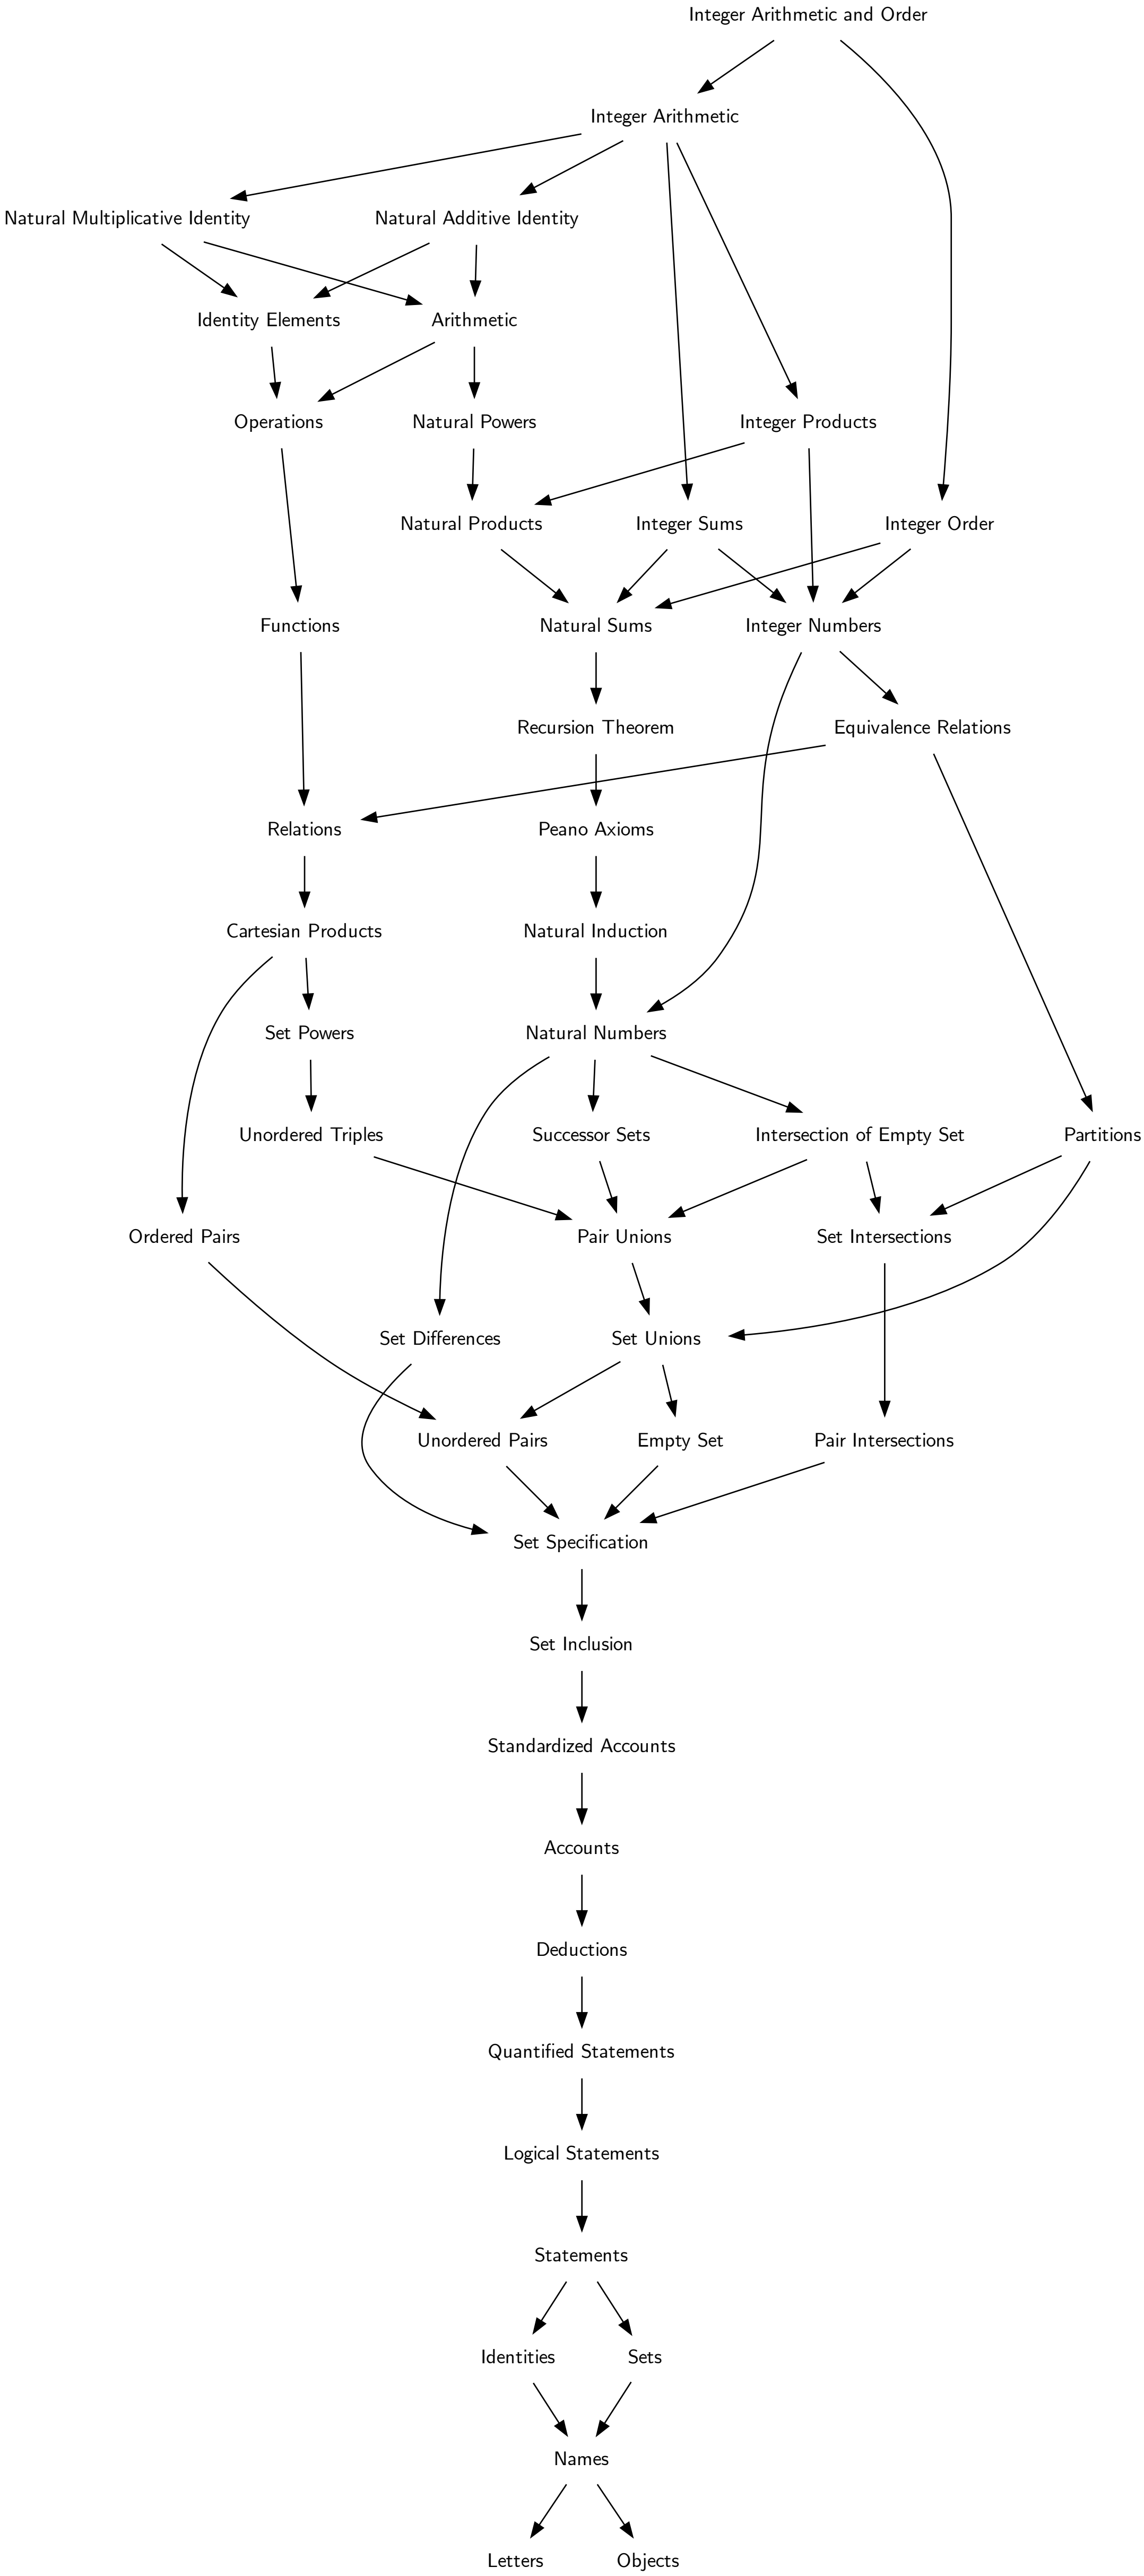 Integer Arithmetic and Order
Integer Arithmetic
Natural Multiplicative Identity
Natural Additive Identity
Identity Elements
Arithmetic
Operations
Natural Powers
Integer Products
Natural Products
Integer Sums
Integer Order
Functions
Natural Sums
Integer Numbers
Recursion Theorem
Equivalence Relations
Relations
Peano Axioms
Cartesian Products
Natural Induction
Set Powers
Natural Numbers
Unordered Triples
Successor Sets
Intersection of Empty Set
Partitions
Ordered Pairs
Pair Unions
Set Intersections
Set Differences
Set Unions
Unordered Pairs
Empty Set
Pair Intersections
Set Specification
Set Inclusion
Standardized Accounts
Accounts
Deductions
Quantified Statements
Logical Statements
Statements
Identities
Sets
Names
Letters
Objects